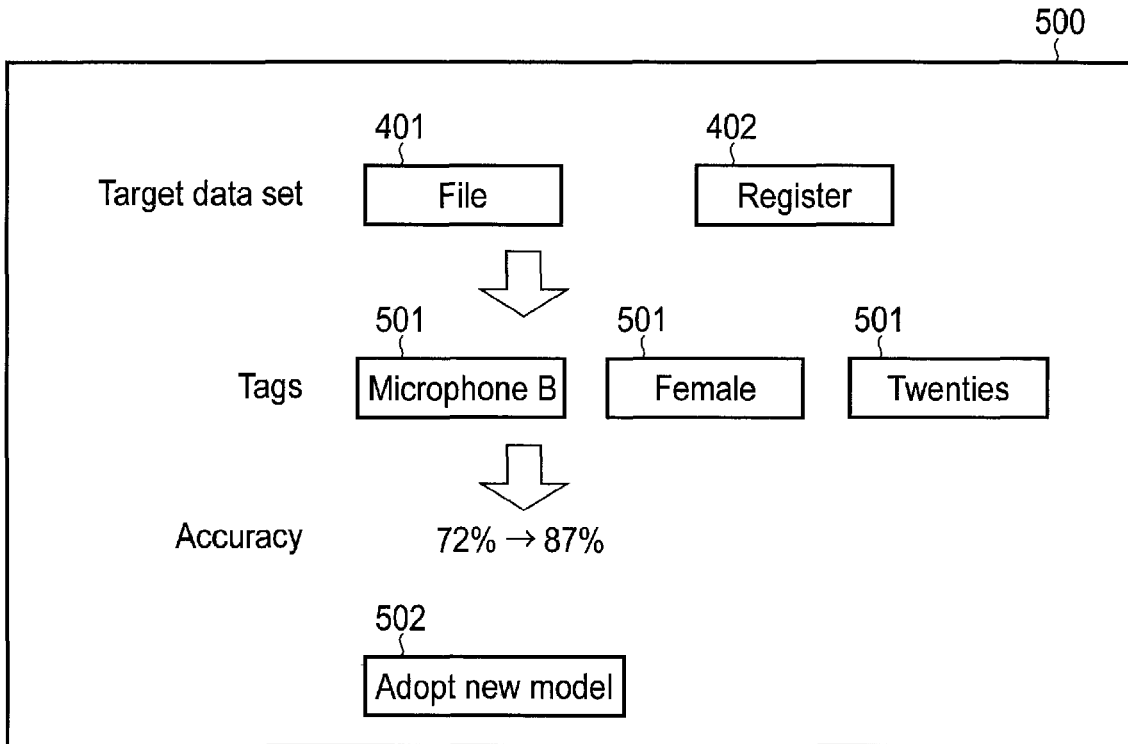 500
401 402
Target data set File Register
501 501 501
Tags Microphone B Female Twenties
Accuracy 72% → 87%
502
Adopt new model